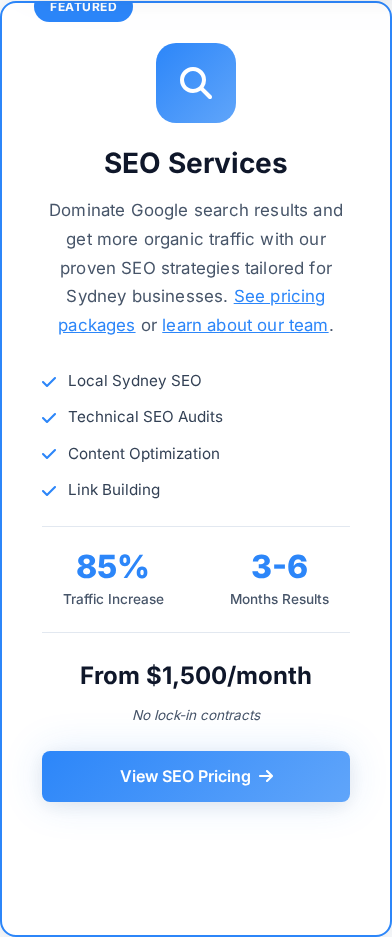 FEATURED
SEO Services
Dominate Google search results and
get more organic traffic with our
proven SEO strategies tailored for
Sydney businesses. See pricing
packages or learn about our team.
Local Sydney SEO
Technical SEO Audits
Content Optimization
Link Building
85%
Traffic Increase
3-6
Months Results
From $1,500/month
No lock-in contracts
View SEO Pricing →